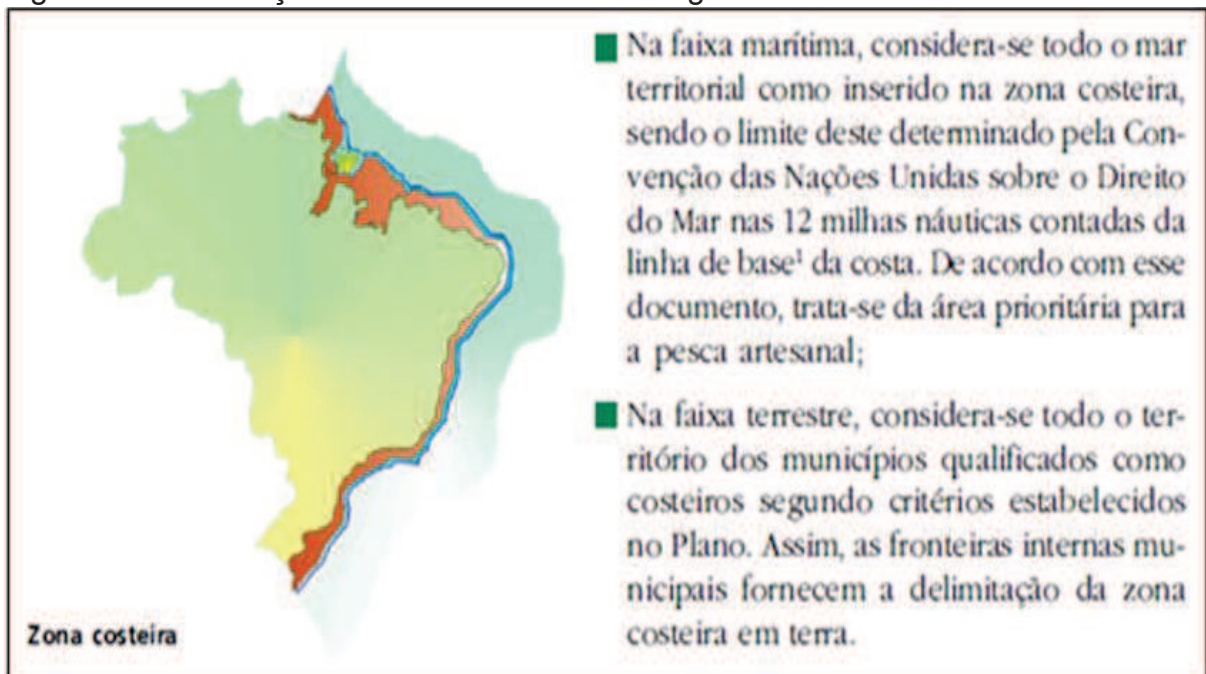 Na faixa marítima, considera-se todo o mar
territorial como inserido na zona costeira,
sendo o limite deste determinado pela Con-
venção das Nações Unidas sobre o Direito
do Mar nas 12 milhas náuticas contadas da
linha de base¹ da costa. De acordo com esse
documento, trata-se da área prioritária para
a pesca artesanal;
Na faixa terrestre, considera-se todo o ter-
ritório dos municípios qualificados como
costeiros segundo critérios estabelecidos
no Plano. Assim, as fronteiras internas mu-
nicipais fornecem a delimitação da zona
costeira em terra.
Zona costeira